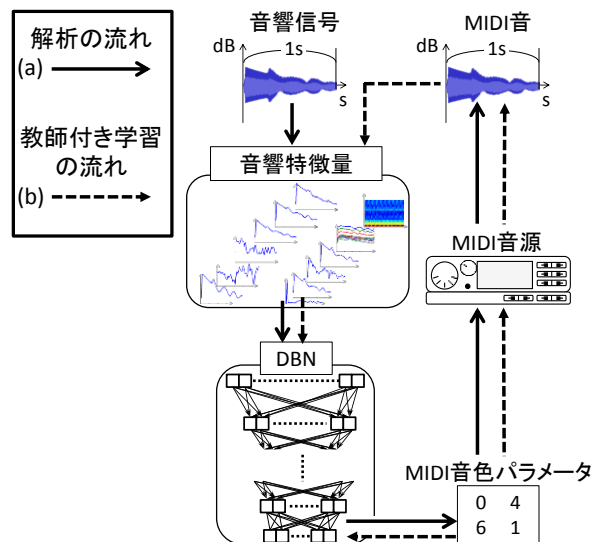 解析の流れ
(a)
教師付き学習
の流れ
(b)
音響信号
dB
1s
s
MIDI音
dB
1s
s
音響特徴量
MIDI音源
DBN
MIDI音色パラメータ
0 4
6 1